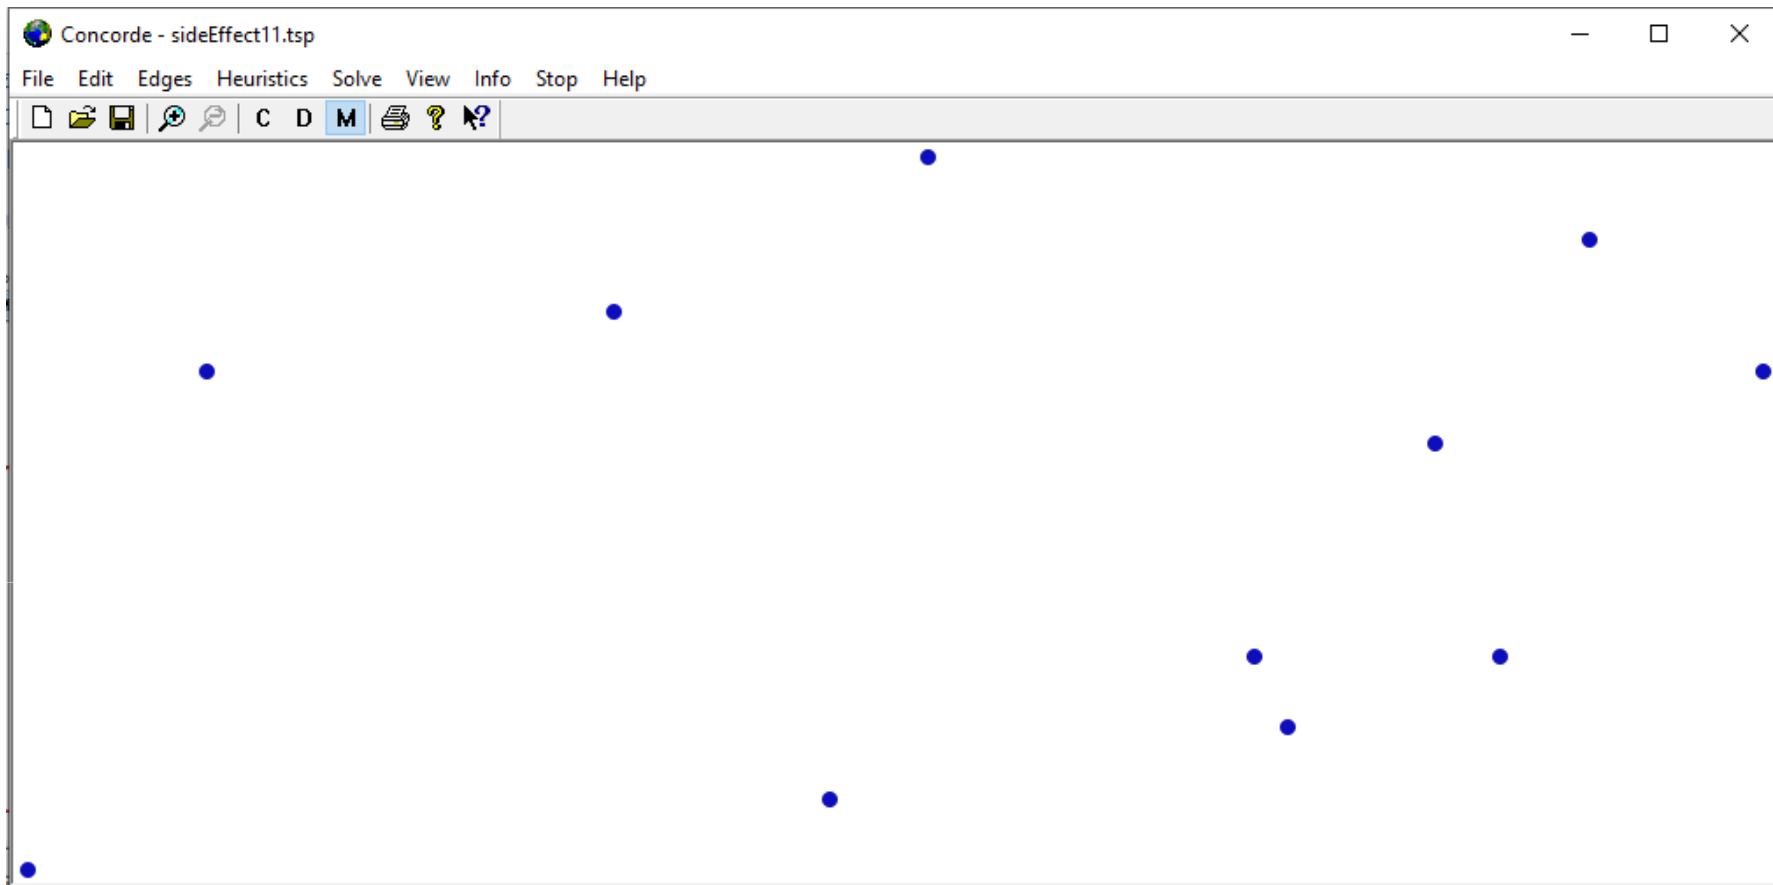 Concorde - sideEffect11.tsp
File Edit Edges Heuristics Solve View Info Stop Help
C D M